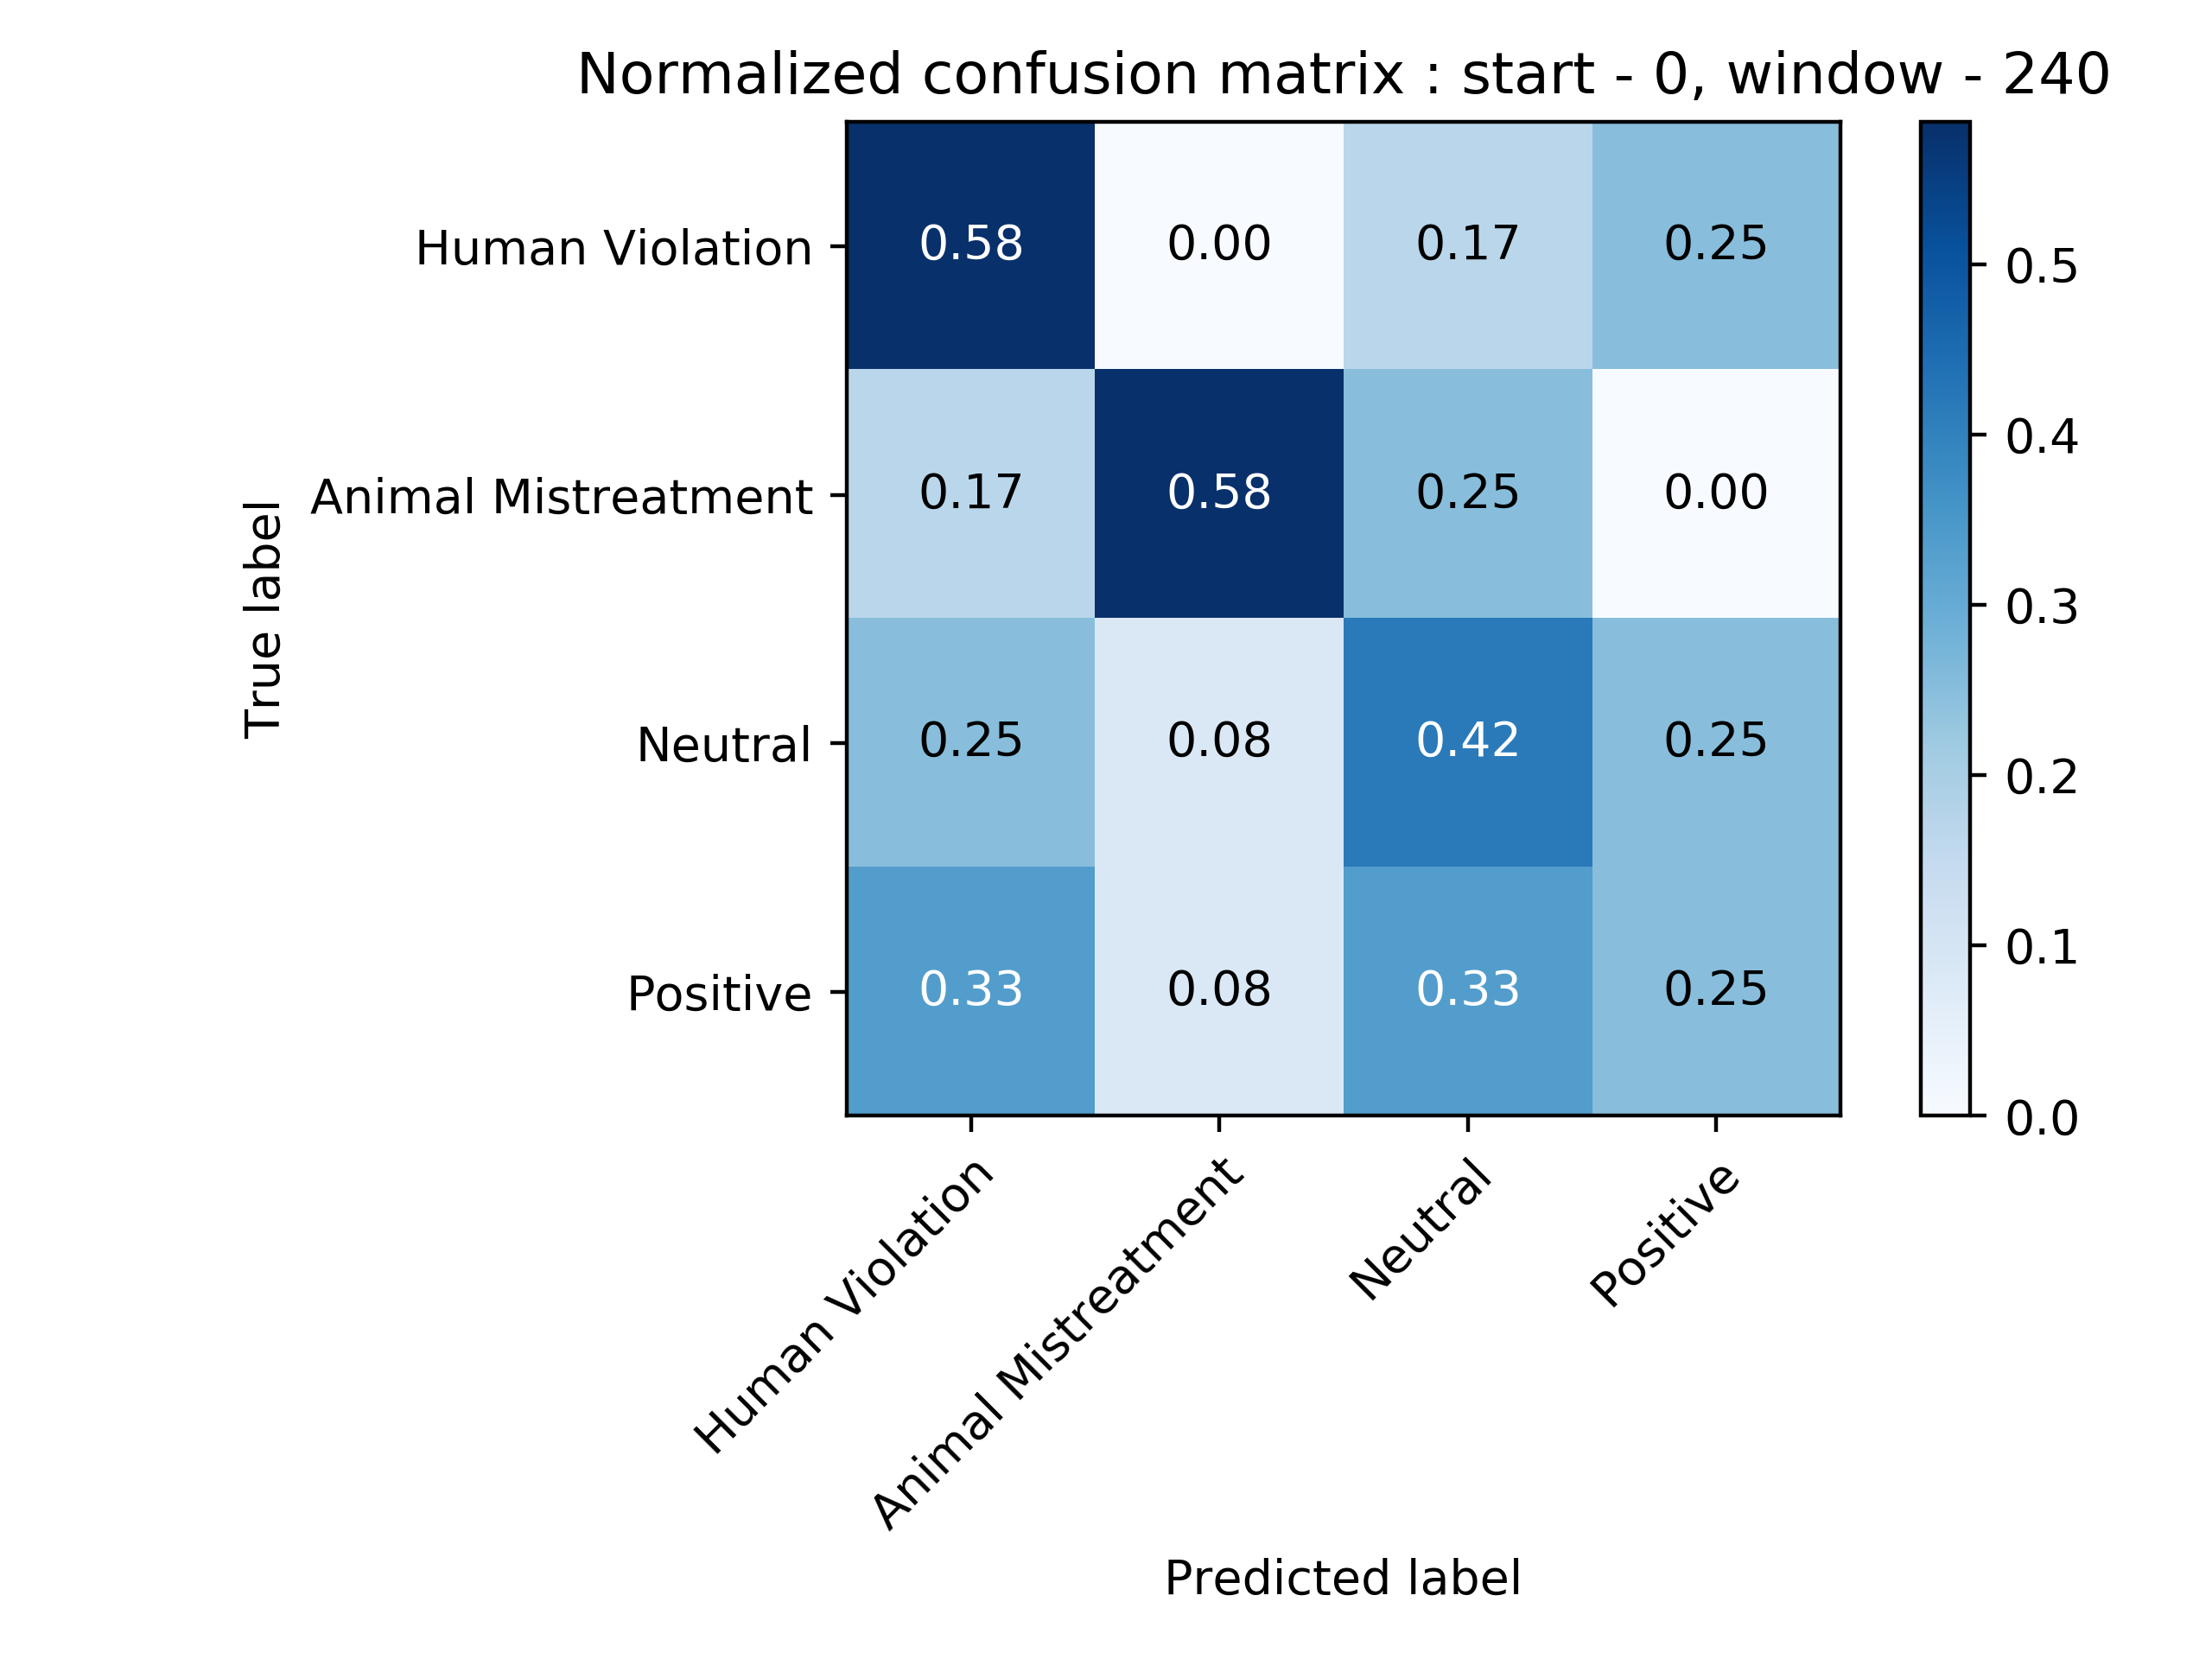 Normalized confusion matrix : start - 0, window - 240
True label
Human Violation
0.58 0.00 0.17 0.25
Animal Mistreatment
0.17 0.58 0.25 0.00
Neutral
0.25 0.08 0.42 0.25
Positive
0.33 0.08 0.33 0.25
Human Violation
Animal Mistreatment
Neutral
Positive
Predicted label
0.5
0.4
0.3
0.2
0.1
0.0